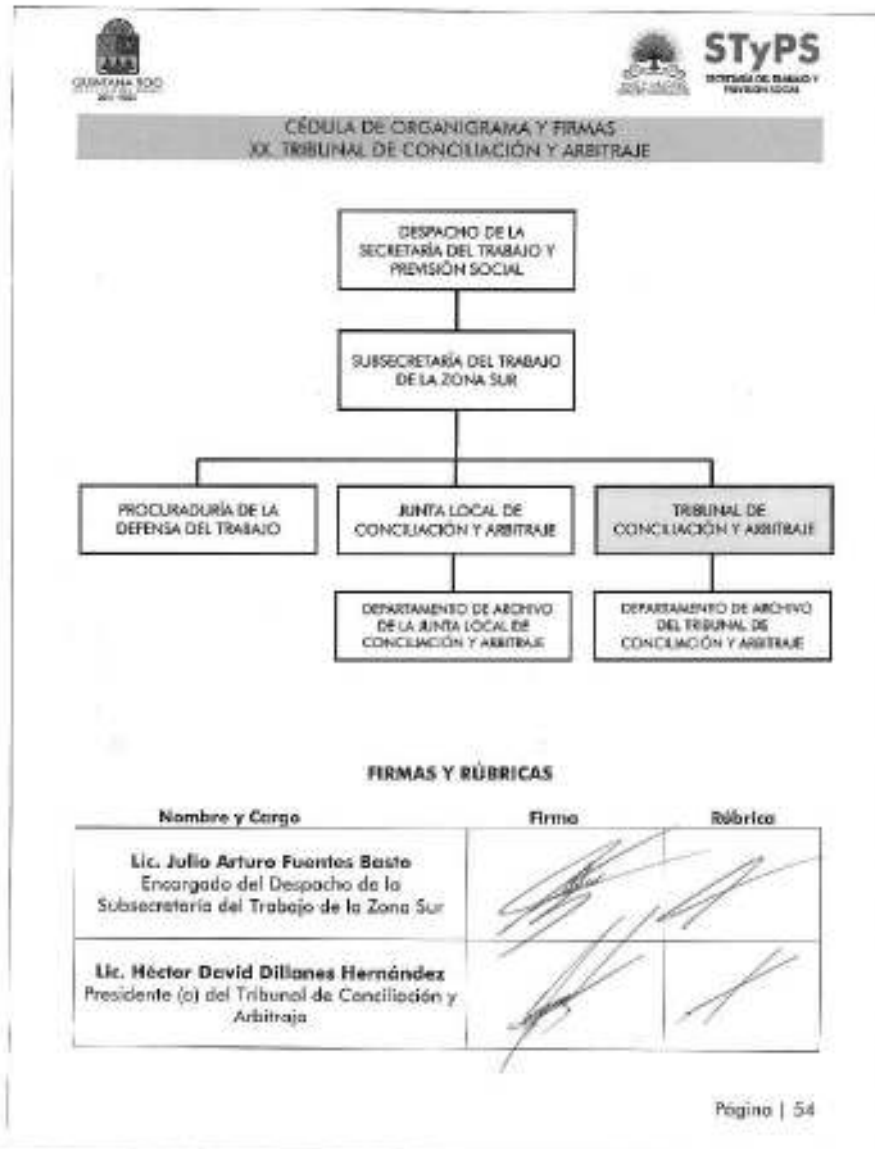 QUINTANA ROO
STyPS
SECRETARÍA DEL TRABAJO Y
PREVISIÓN SOCIAL
CÉDULA DE ORGANIGRAMA Y FIRMAS
XX. TRIBUNAL DE CONCILIACIÓN Y ARBITRAJE
DESPACHO DE LA
SECRETARÍA DEL TRABAJO Y
PREVISIÓN SOCIAL
SUBSECRETARÍA DEL TRABAJO
DE LA ZONA SUR
PROCURADURÍA DE LA
DEFENSA DEL TRABAJO
JUNTA LOCAL DE
CONCILIACIÓN Y ARBITRAJE
TRIBUNAL DE
CONCILIACIÓN Y ARBITRAJE
DEPARTAMENTO DE ARCHIVO
DE LA JUNTA LOCAL DE
CONCILIACIÓN Y ARBITRAJE
DEPARTAMENTO DE ARCHIVO
DEL TRIBUNAL DE
CONCILIACIÓN Y ARBITRAJE
FIRMAS Y RÚBRICAS
Nombre y Cargo Firma Rúbrica
Lic. Julio Arturo Fuentes Basto
Encargado del Despacho de la
Subsecretaría del Trabajo de la Zona Sur
Lic. Héctor David Dillanes Hernández
Presidente (a) del Tribunal de Conciliación y
Arbitraje
Página | 54